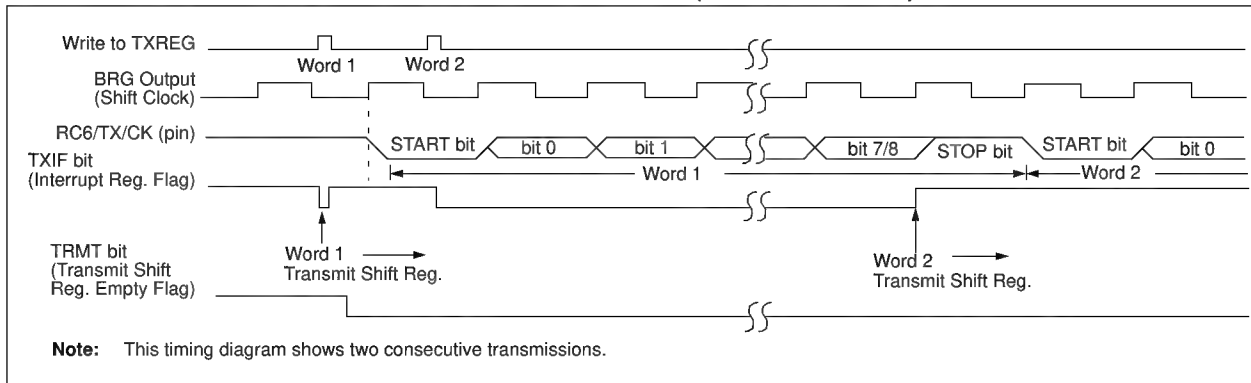 Write to TXREG
Word 1
Word 2
BRG Output
(Shift Clock)
RC6/TX/CK (pin)
START bit
bit 0
bit 1
bit 7/8
STOP bit
START bit
bit 0
Word 1
Word 2
TXIF bit
(Interrupt Reg. Flag)
Word 1
Transmit Shift Reg.
Word 2
Transmit Shift Reg.
TRMT bit
(Transmit Shift
Reg. Empty Flag)
Note: This timing diagram shows two consecutive transmissions.